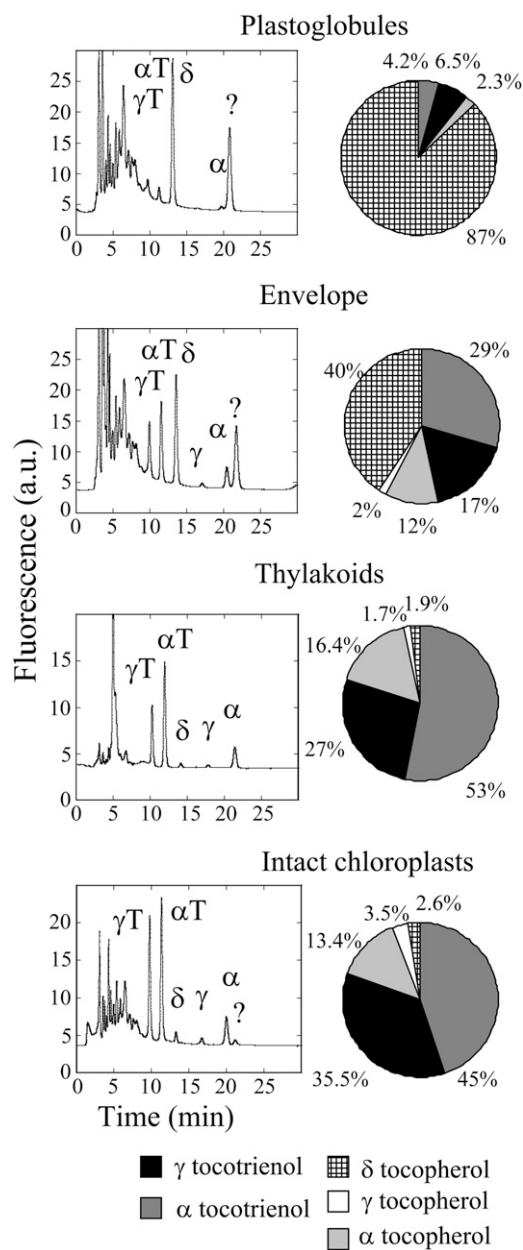 Plastoglobules
25
20
15
10
5
0
0 5 10 15 20 25
γT
αT
δ
α
?
4.2%
6.5%
2.3%
87%
Envelope
25
20
15
10
5
0
0 5 10 15 20 25
γT
αT
δ
γ
α
?
40%
29%
2%
12%
17%
Thylakoids
15
10
5
0
0 5 10 15 20 25
γT
αT
δ
γ
α
1.7%
1.9%
16.4%
27%
53%
Intact chloroplasts
20
15
10
5
0
0 5 10 15 20 25
γT
αT
δ
γ
α
?
3.5%
2.6%
13.4%
35.5%
45%
Fluorescence (a.u.)
Time (min)
γ tocotrienol
α tocotrienol
δ tocopherol
γ tocopherol
α tocopherol